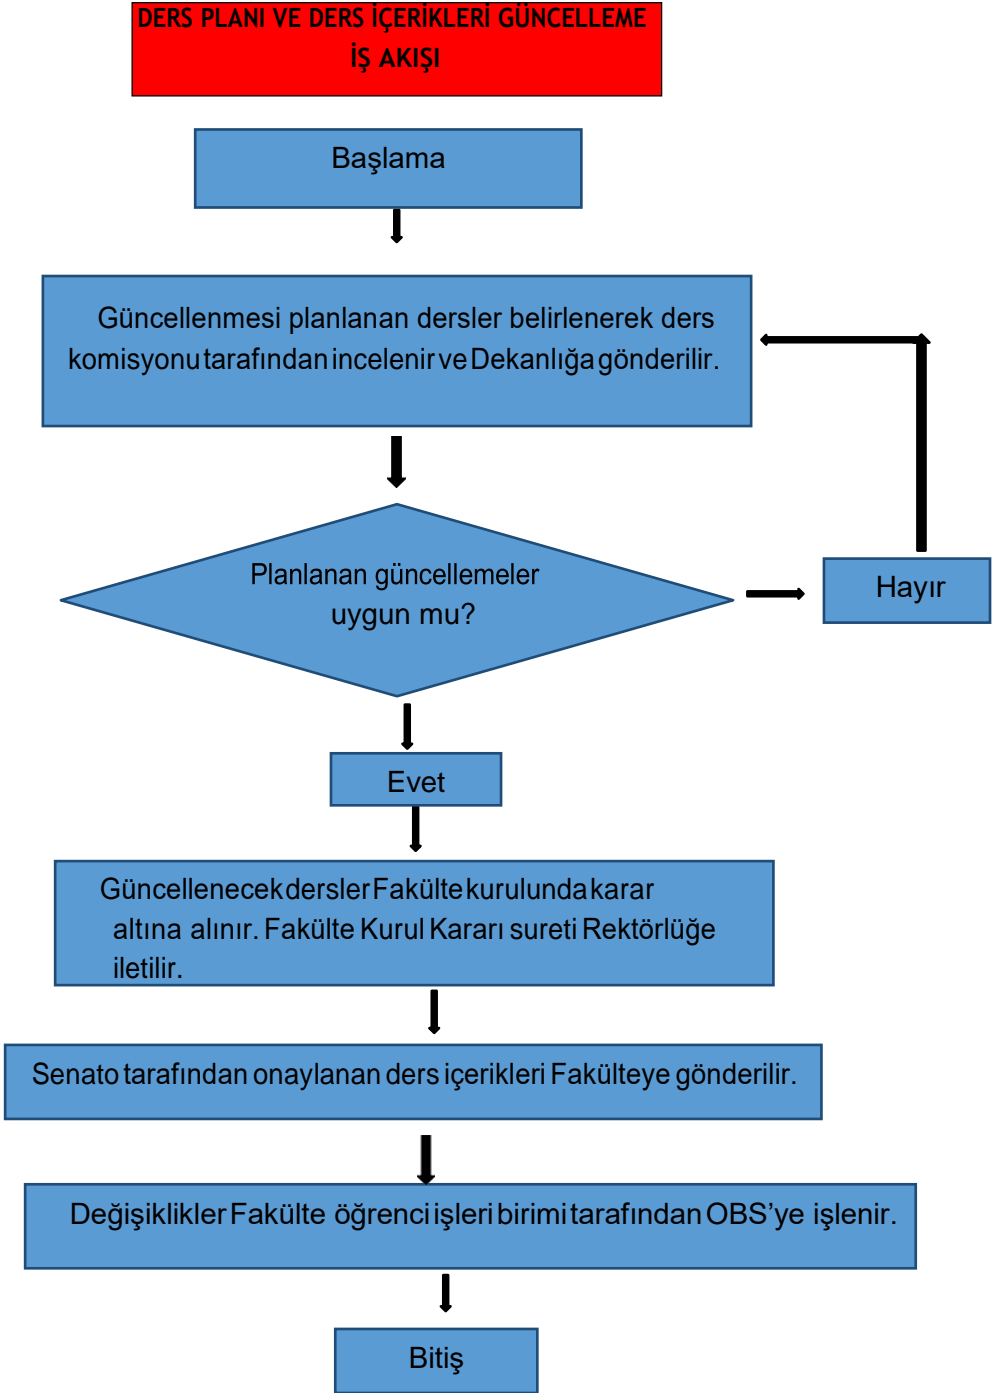 DERS PLANI VE DERS İÇERİKLERİ GÜNCELLEME
İŞ AKIŞI
Başlama
Güncellenmesi planlanan dersler belirlenerek ders
komisyonu tarafından incelenir ve Dekanlığa gönderilir.
Planlanan güncellemeler
uygun mu?
Hayır
Evet
Güncellenecek dersler Fakülte kurulunda karar
altına alınır. Fakülte Kurul Kararı sureti Rektörlüğe
iletilir.
Senato tarafından onaylanan ders içerikleri Fakülteye gönderilir.
Değişiklikler Fakülte öğrenci işleri birimi tarafından OBS’ye işlenir.
Bitiş